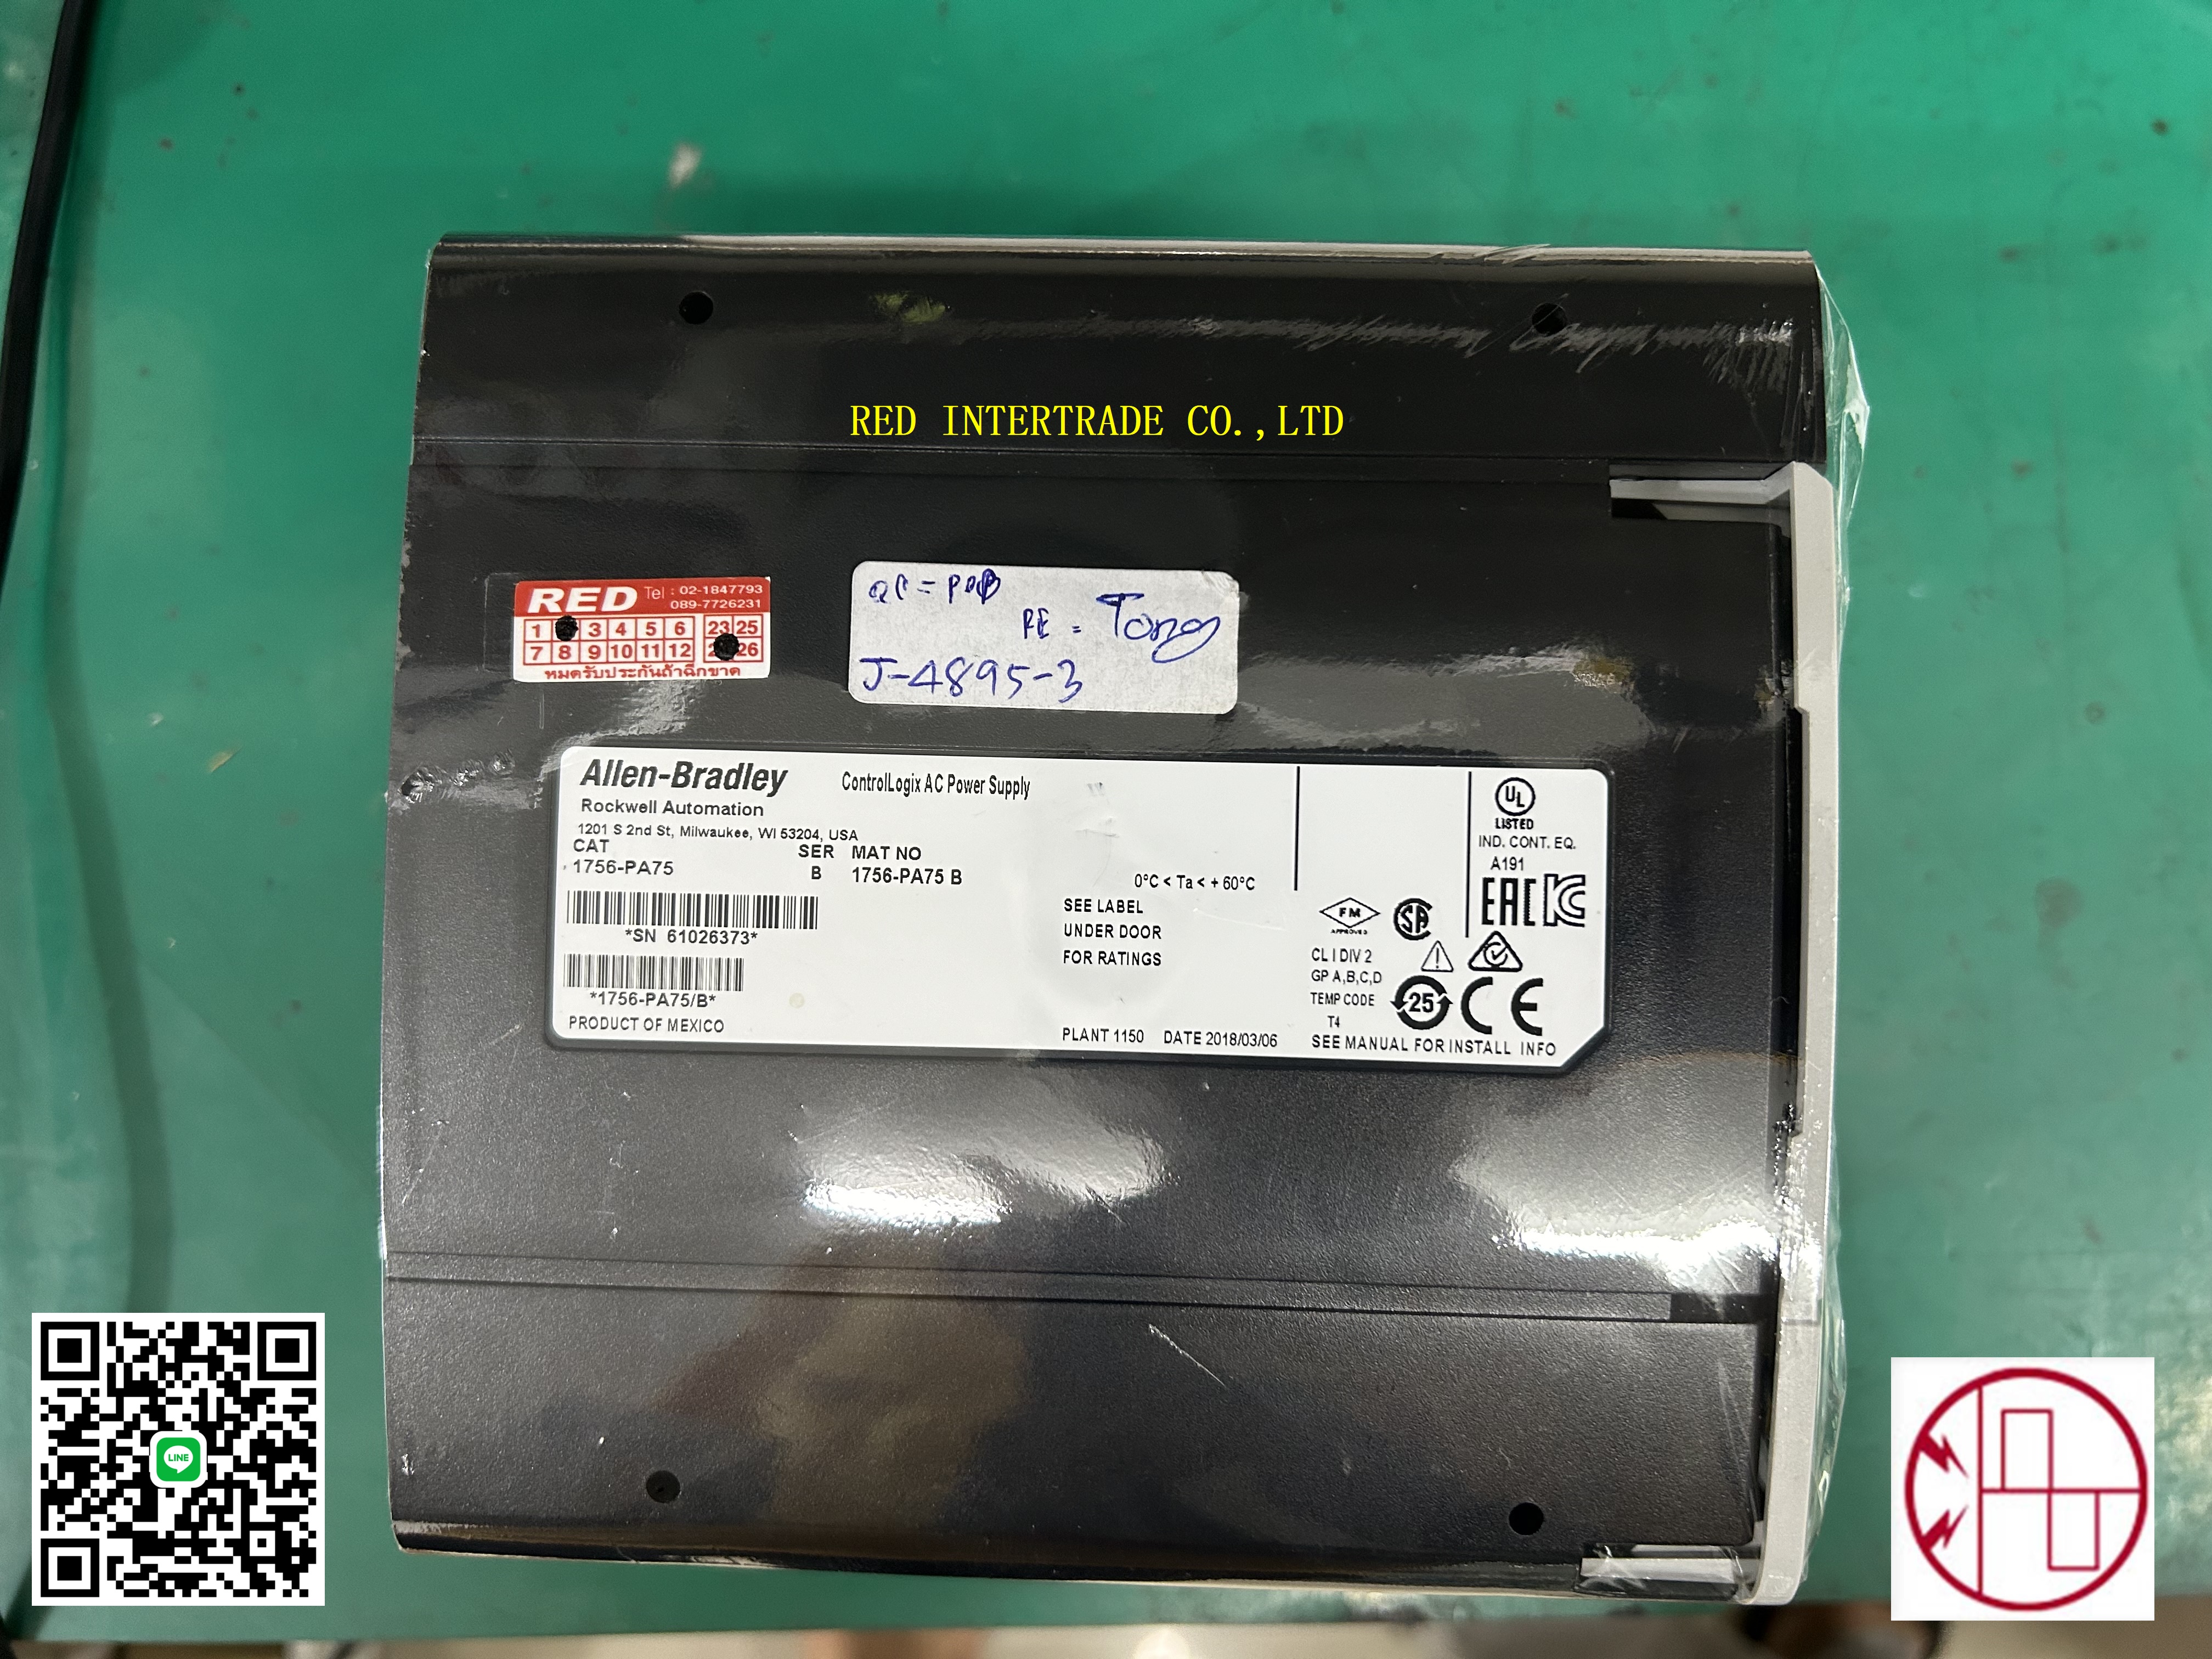 RED INTERTRADE CO.,LTD
RED Tel : 02-1847793
089-7726231
1 3 4 5 6 23 25
7 8 9 10 11 12 26
หมดรับประกันถ้าฉีกขาด
QC =
RE = Tong
J-4895-3
Allen-Bradley ControlLogix AC Power Supply
Rockwell Automation
1201 S 2nd St, Milwaukee, WI 53204, USA
CAT SER MAT NO
1756-PA75 B 1756-PA75 B
0°C < Ta < + 60°C
*SN 61026373*
*1756-PA75/B*
PRODUCT OF MEXICO
SEE LABEL
UNDER DOOR
FOR RATINGS
PLANT 1150 DATE 2018/03/06
UL
LISTED
IND. CONT. EQ.
A191
EAC
FM
APPROVED
SA
CL I DIV 2
GP A,B,C,D
TEMP CODE
T4
25
CE
SEE MANUAL FOR INSTALL INFO
LINE